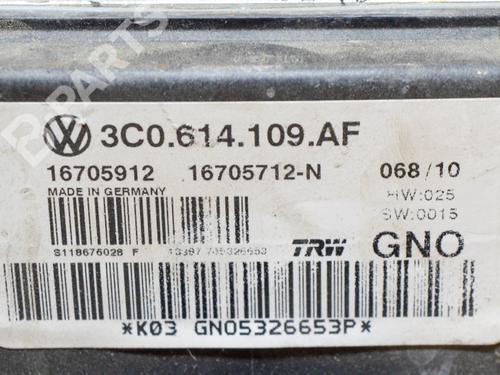 B-PARTS
3C0.614.109.AF
16705912 16705712-N 068/10
MADE IN GERMANY
HW:025
SW:0015
S118676028 F
TRW GNO
*K03 GNO5326653P*